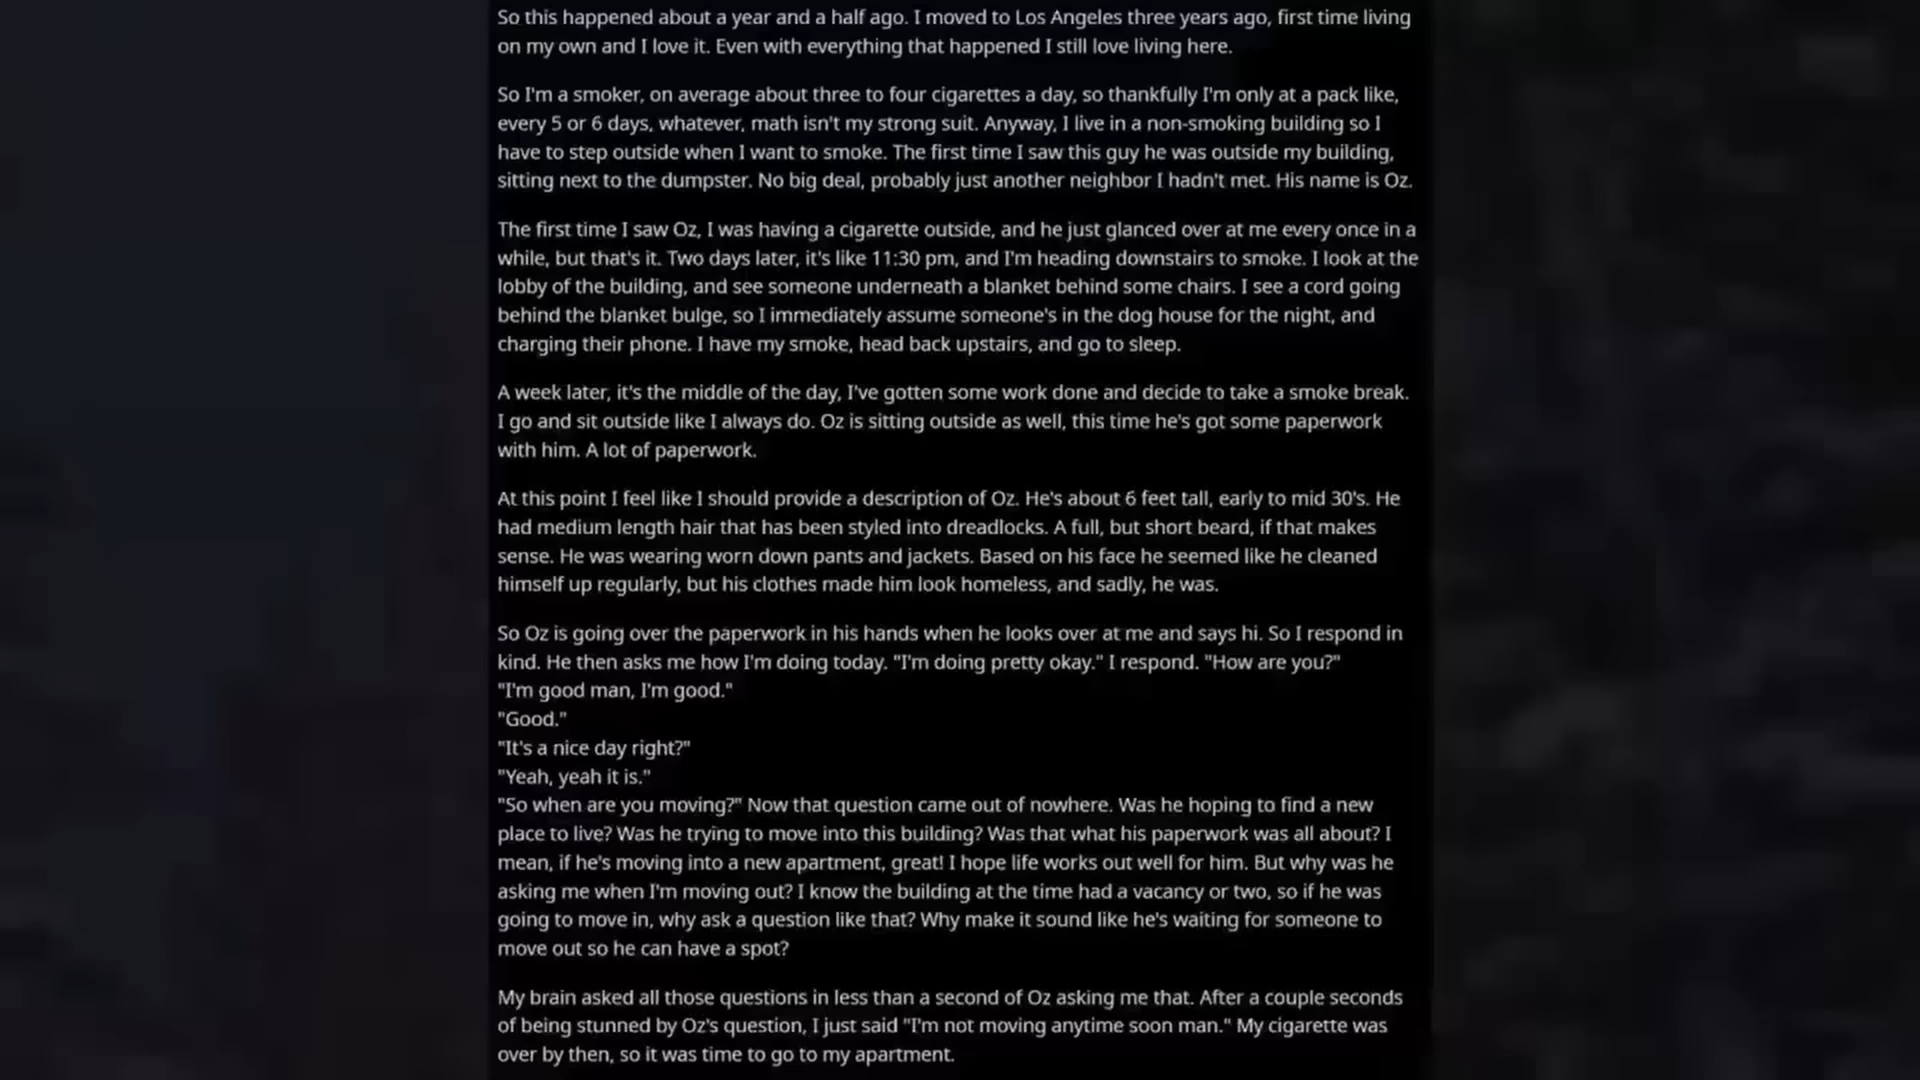 So this happened about a year and a half ago. I moved to Los Angeles three years ago, first time living
on my own and I love it. Even with everything that happened I still love living here.
So I'm a smoker, on average about three to four cigarettes a day, so thankfully I'm only at a pack like,
every 5 or 6 days, whatever, math isn't my strong suit. Anyway, I live in a non-smoking building so I
have to step outside when I want to smoke. The first time I saw this guy he was outside my building,
sitting next to the dumpster. No big deal, probably just another neighbor I hadn't met. His name is Oz.
The first time I saw Oz, I was having a cigarette outside, and he just glanced over at me every once in a
while, but that's it. Two days later, it's like 11:30 pm, and I'm heading downstairs to smoke. I look at the
lobby of the building, and see someone underneath a blanket behind some chairs. I see a cord going
behind the blanket bulge, so I immediately assume someone's in the dog house for the night, and
charging their phone. I have my smoke, head back upstairs, and go to sleep.
A week later, it's the middle of the day, I've gotten some work done and decide to take a smoke break.
I go and sit outside like I always do. Oz is sitting outside as well, this time he's got some paperwork
with him. A lot of paperwork.
At this point I feel like I should provide a description of Oz. He's about 6 feet tall, early to mid 30's. He
had medium length hair that has been styled into dreadlocks. A full, but short beard, if that makes
sense. He was wearing worn down pants and jackets. Based on his face he seemed like he cleaned
himself up regularly, but his clothes made him look homeless, and sadly, he was.
So Oz is going over the paperwork in his hands when he looks over at me and says hi. So I respond in
kind. He then asks me how I'm doing today. "I'm doing pretty okay." I respond. "How are you?"
"I'm good man, I'm good."
"Good."
"It's a nice day right?"
"Yeah, yeah it is."
"So when are you moving?" Now that question came out of nowhere. Was he hoping to find a new
place to live? Was he trying to move into this building? Was that what his paperwork was all about? I
mean, if he's moving into a new apartment, great! I hope life works out well for him. But why was he
asking me when I'm moving out? I know the building at the time had a vacancy or two, so if he was
going to move in, why ask a question like that? Why make it sound like he's waiting for someone to
move out so he can have a spot?
My brain asked all those questions in less than a second of Oz asking me that. After a couple seconds
of being stunned by Oz's question, I just said "I'm not moving anytime soon man." My cigarette was
over by then, so it was time to go to my apartment.